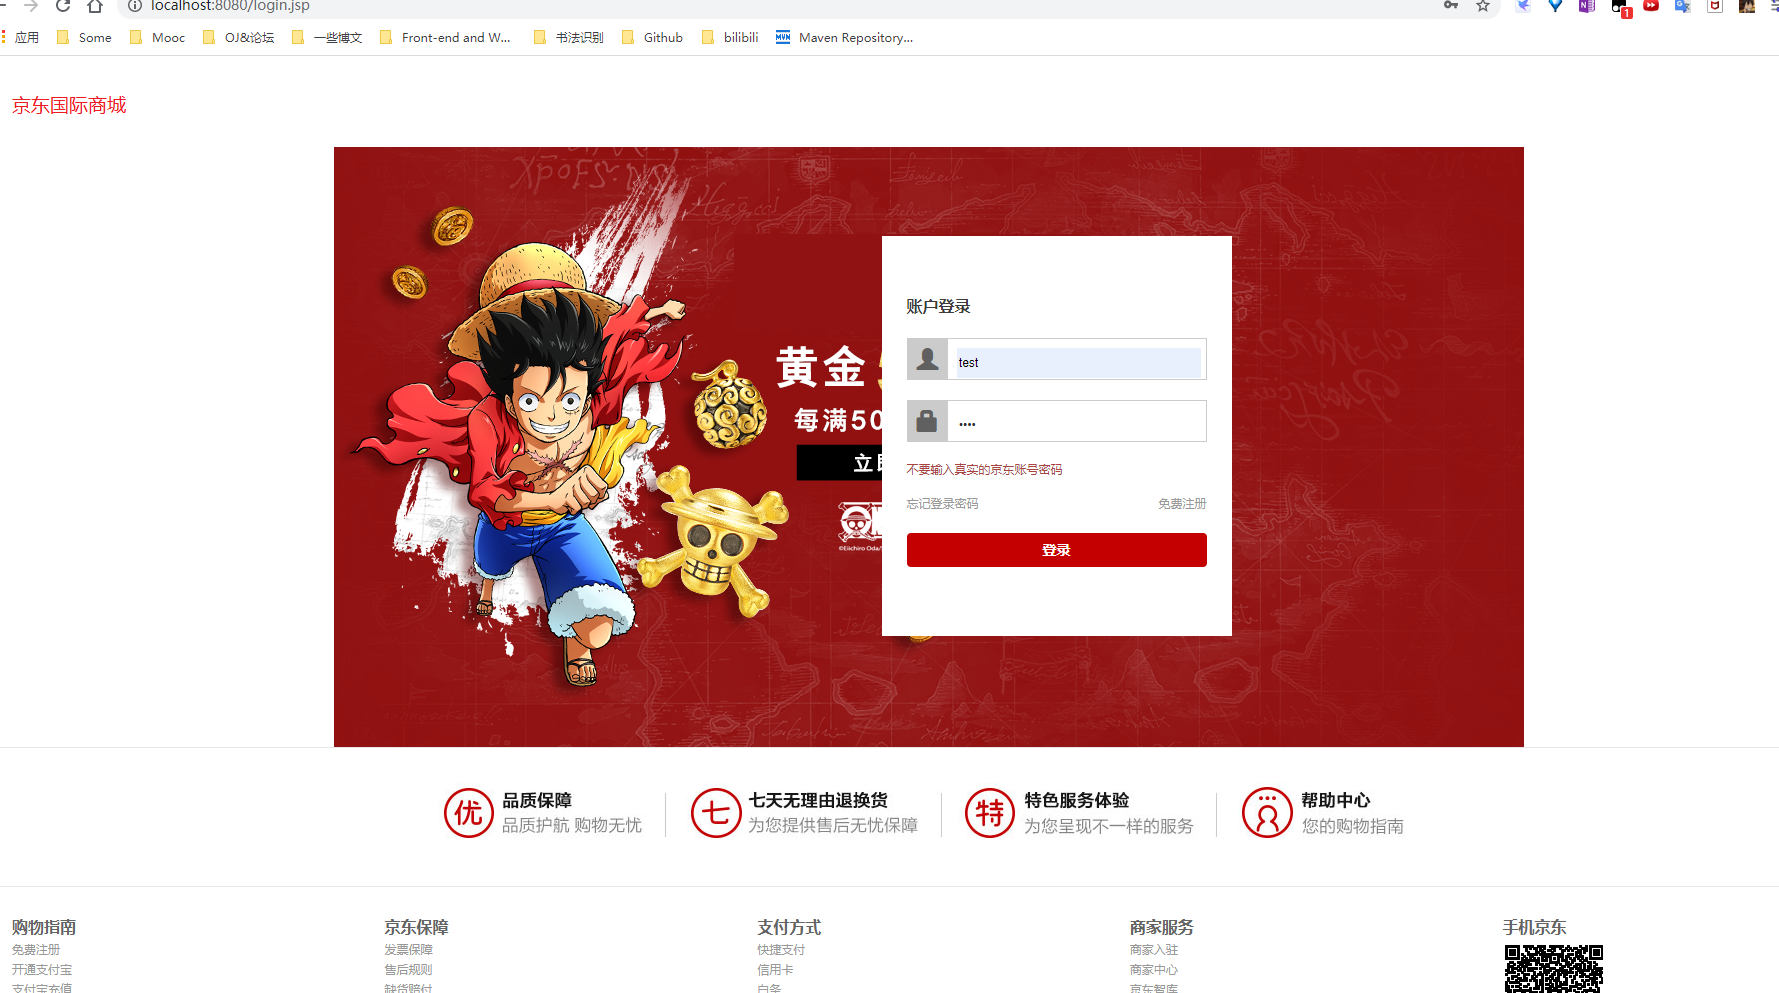 localhost:8080/login.jsp
应用 Some Mooc OJ&论坛 一些博文 Front-end and W... 书法识别 Github bilibili Maven Repository...
京东国际商城
黄金
每满50
立
©Eiichiro Oda/
账户登录
test
••••
不要输入真实的京东账号密码
忘记登录密码 免费注册
登录
优 品质保障
品质护航 购物无忧
七 七天无理由退换货
为您提供售后无忧保障
特 特色服务体验
为您呈现不一样的服务
帮助中心
您的购物指南
购物指南
免费注册
开通支付宝
支付宝充值
京东保障
发票保障
售后规则
缺货赔付
支付方式
快捷支付
信用卡
白条
商家服务
商家入驻
商家中心
京东智库
手机京东